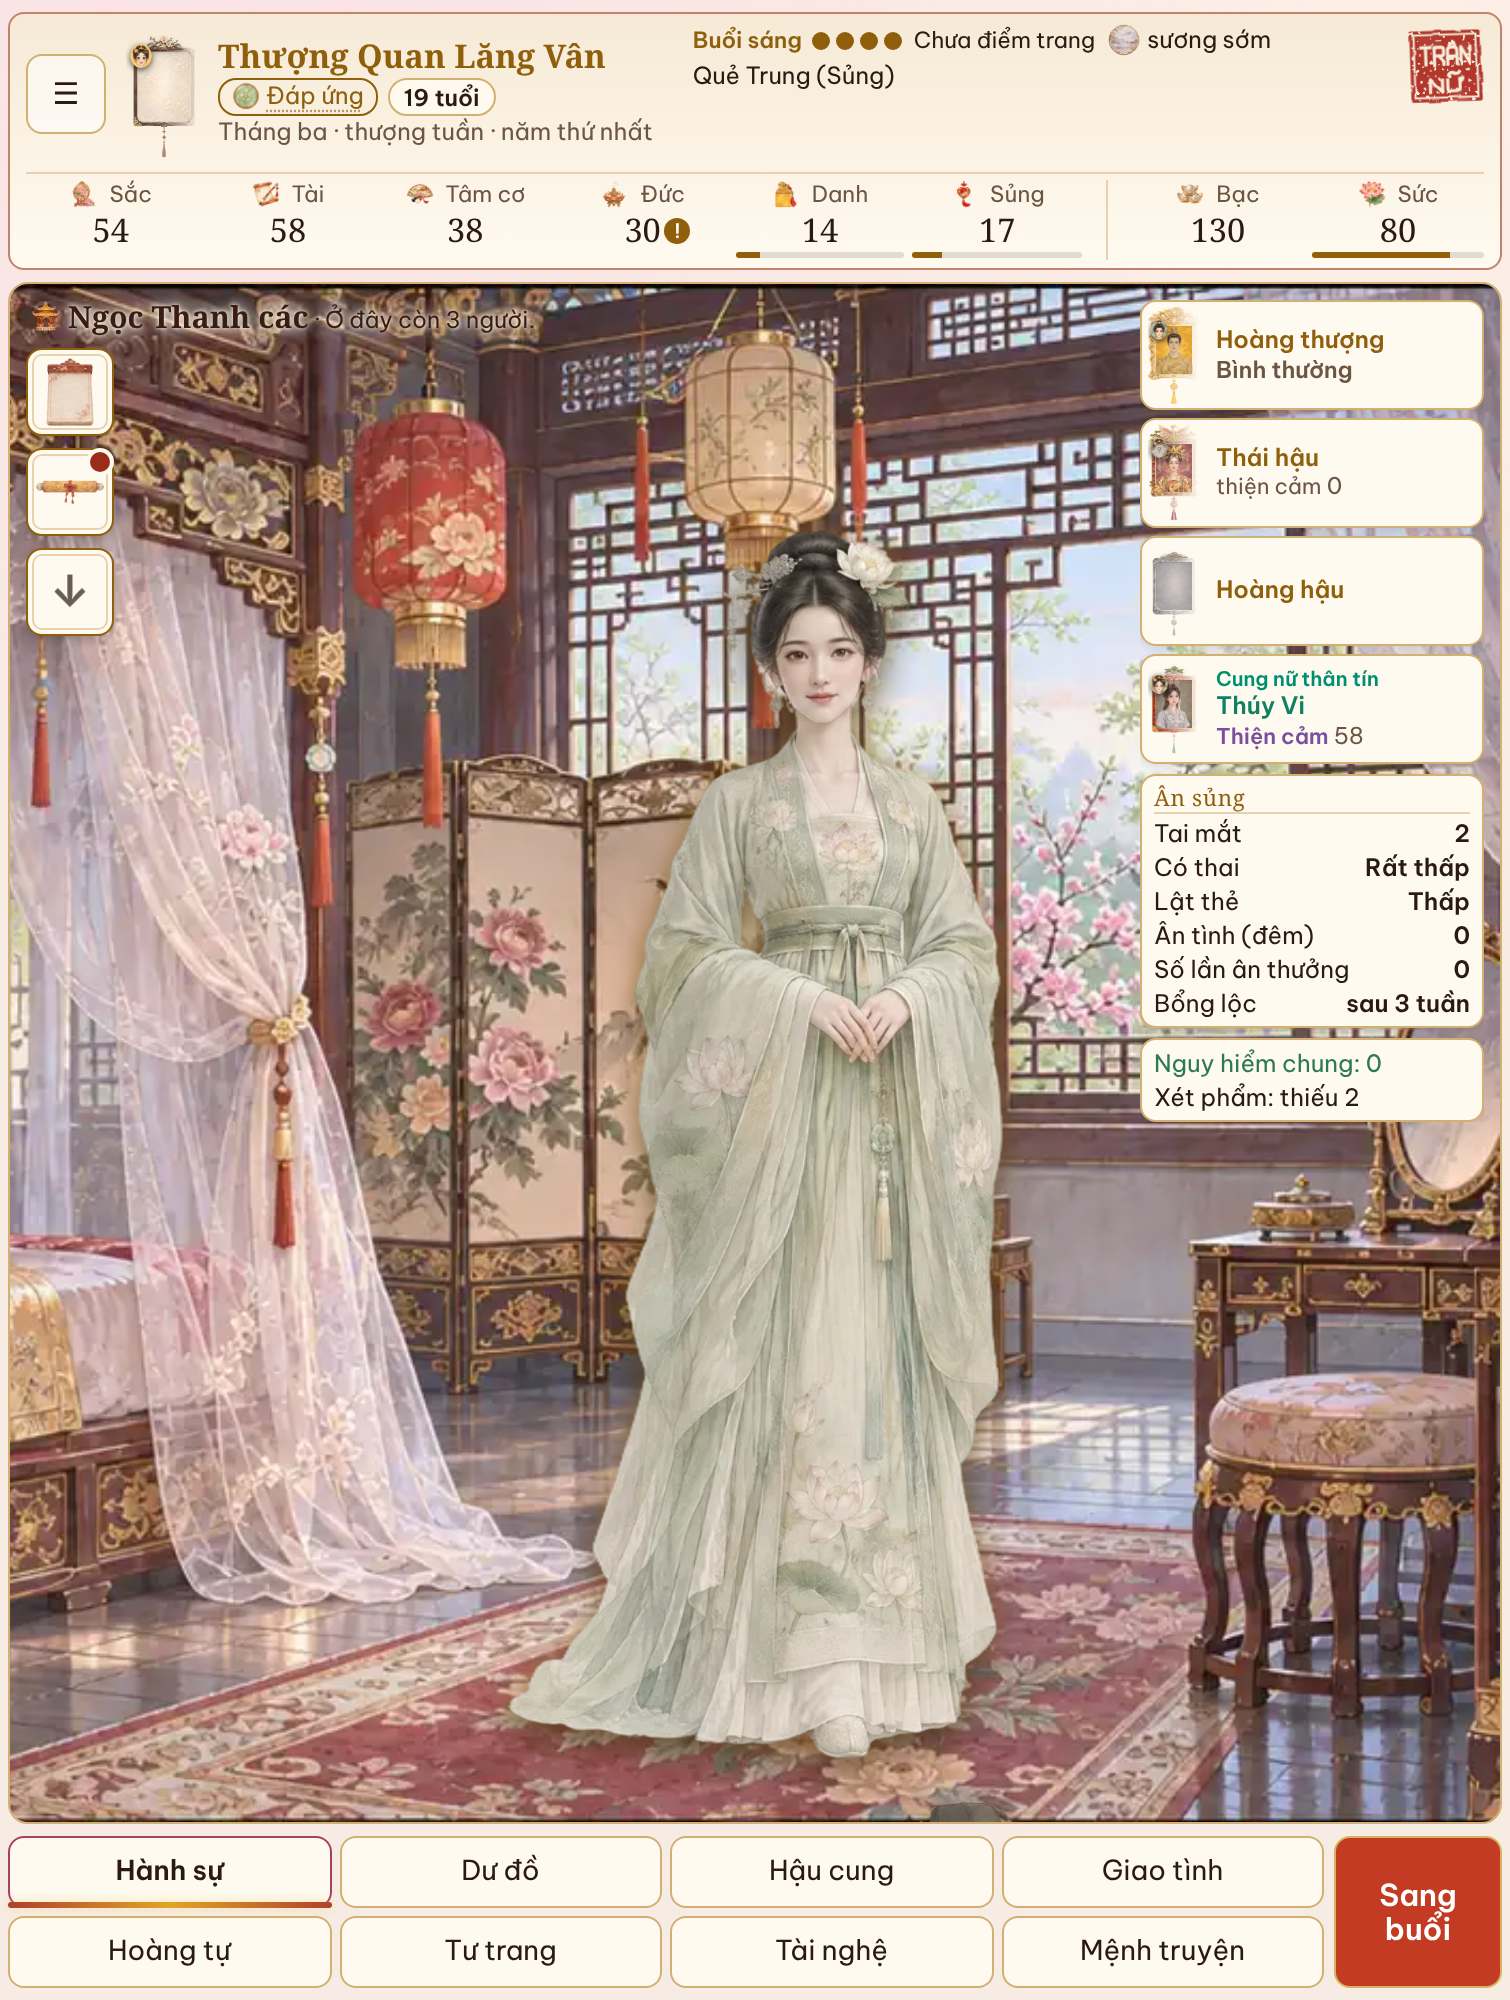 Thượng Quan Lăng Vân
Đáp ứng
19 tuổi
Tháng ba · thượng tuần · năm thứ nhất
Buổi sáng
Chưa điểm trang
sương sớm
Quẻ Trung (Sủng)
TRÂN
NỮ
Sắc
54
Tài
58
Tâm cơ
38
Đức
30
!
Danh
14
Sủng
17
Bạc
130
Sức
80
Ngọc Thanh các · Ở đây còn 3 người.
Hoàng thượng
Bình thường
Thái hậu
thiện cảm 0
Hoàng hậu
Cung nữ thân tín
Thúy Vi
Thiện cảm 58
Ân sủng
Tai mắt 2
Có thai Rất thấp
Lật thẻ Thấp
Ân tình (đêm) 0
Số lần ân thưởng 0
Bổng lộc sau 3 tuần
Nguy hiểm chung: 0
Xét phẩm: thiếu 2
Hành sự
Dư đồ
Hậu cung
Giao tình
Hoàng tự
Tư trang
Tài nghệ
Mệnh truyện
Sang
buổi